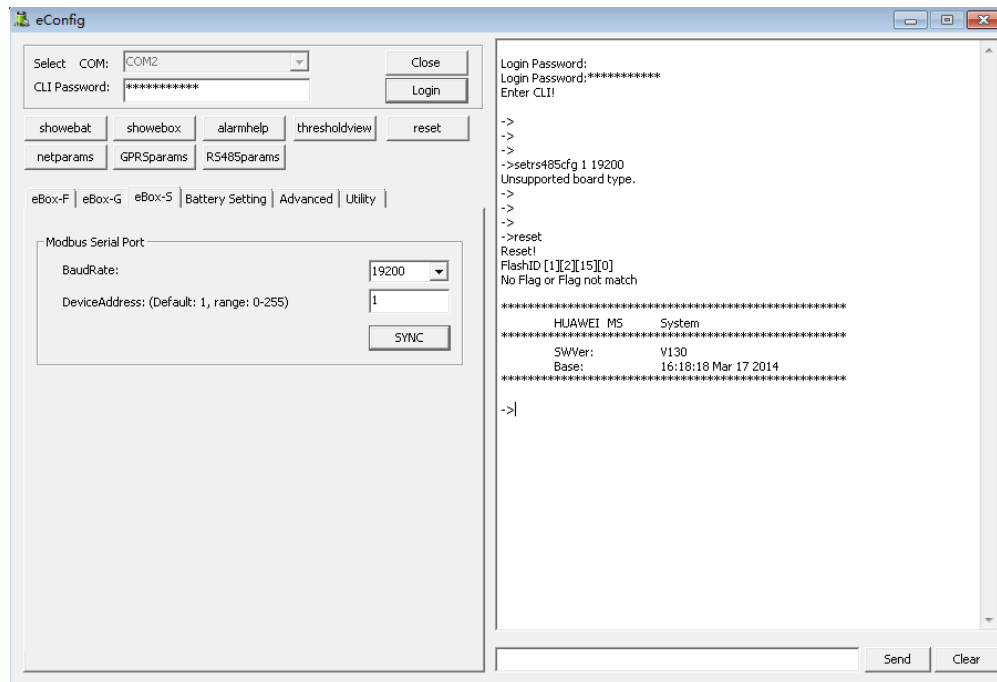 eConfig
Select COM: COM2
Close
CLI Password: ***********
Login
showebat showebox alarmhelp thresholdview reset
netparams GPRSparams RS485params
eBox-F eBox-G eBox-S Battery Setting Advanced Utility
Modbus Serial Port
BaudRate: 19200
DeviceAddress: (Default: 1, range: 0-255) 1
SYNC
Login Password:
Login Password:***********
Enter CLI!
->
->
->
->setrs485cfg 1 19200
Unsupported board type.
->
->
->
->reset
Reset!
FlashID [1][2][15][0]
No Flag or Flag not match
****************************************************
HUAWEI MS System
****************************************************
SWVer: V130
Base: 16:18:18 Mar 17 2014
****************************************************
->
Send Clear